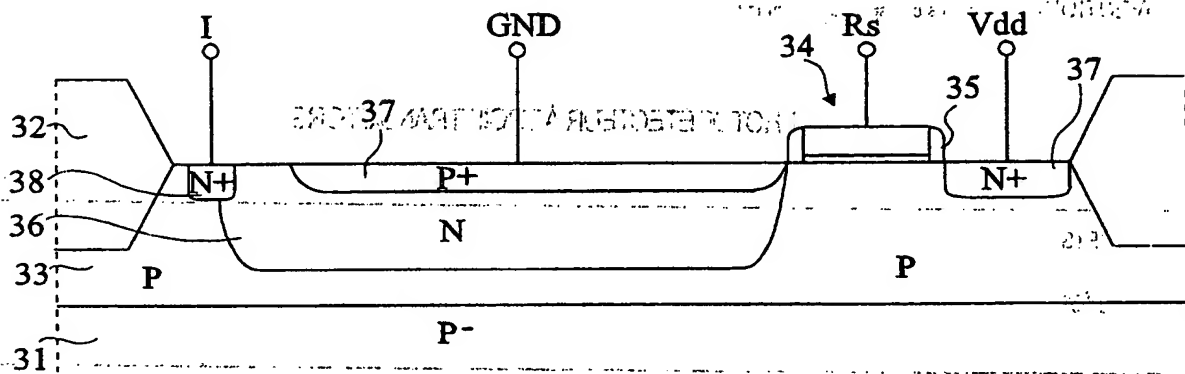 I GND Rs Vdd
34
32 37 35 37
38 N+ P+ N+
36 N
33 P P
P-
31